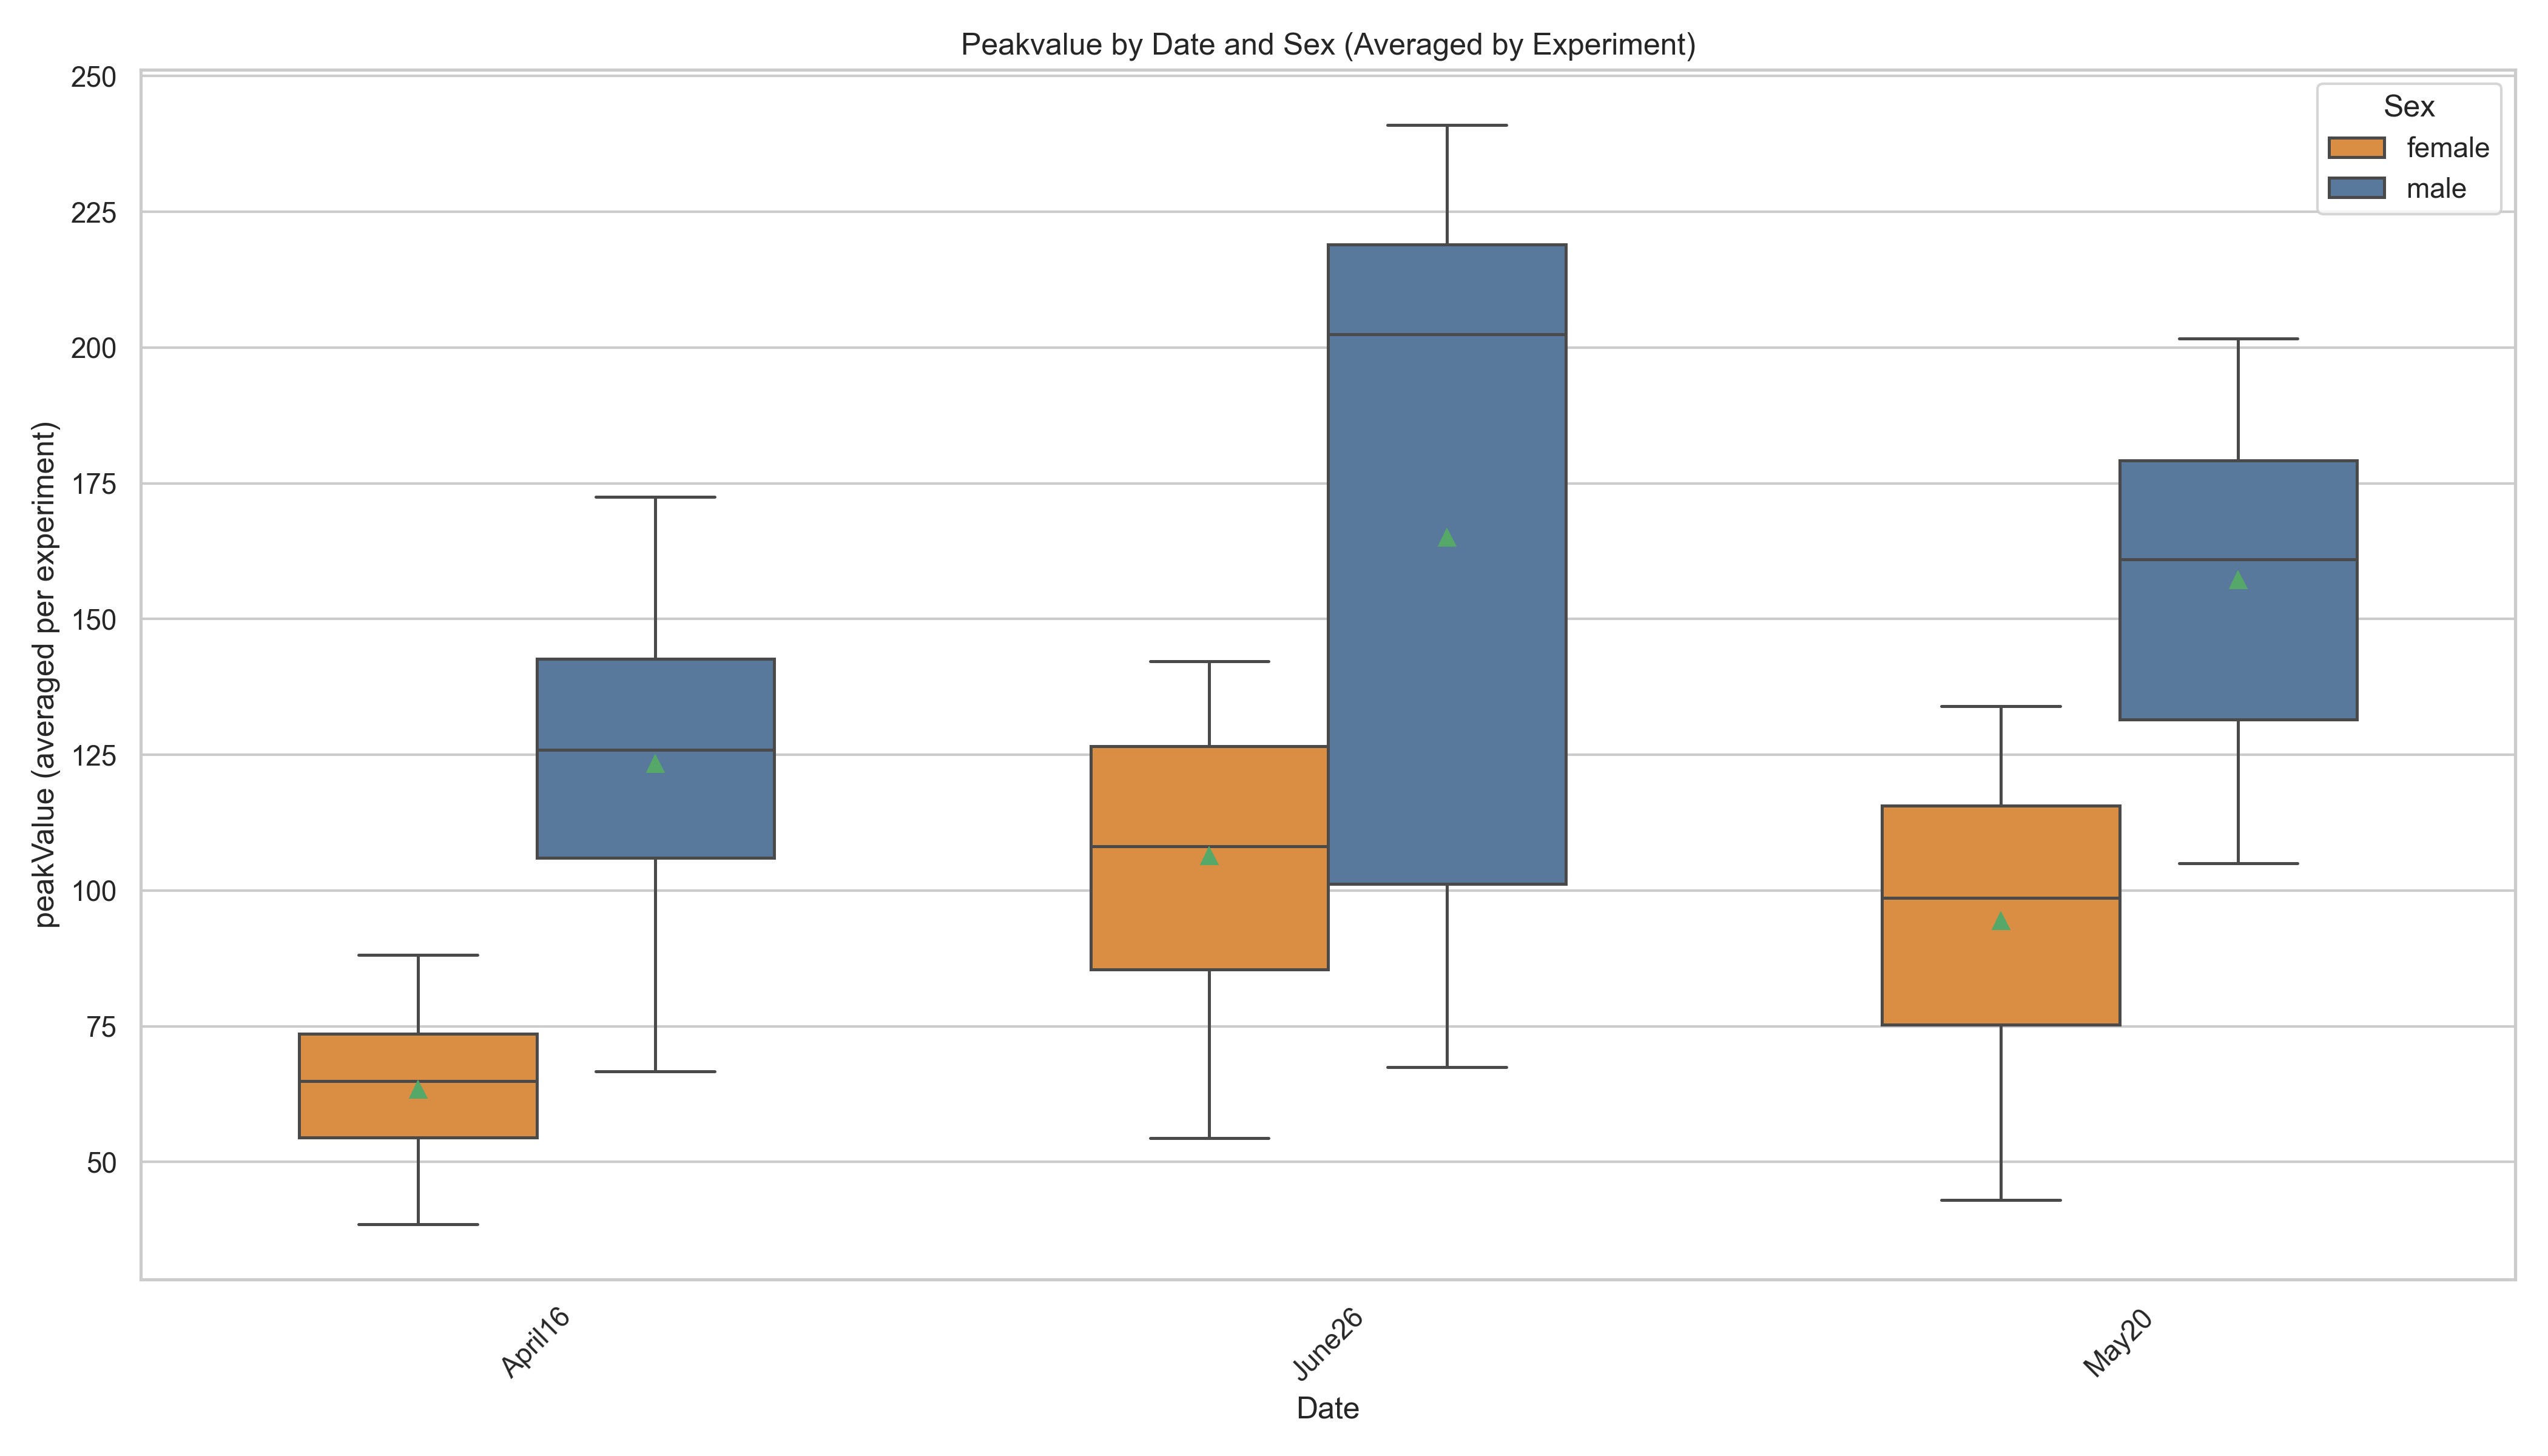 Peakvalue by Date and Sex (Averaged by Experiment)
250
225
200
175
150
125
100
75
50
peakValue (averaged per experiment)
Sex
female
male
April16
June26
May20
Date